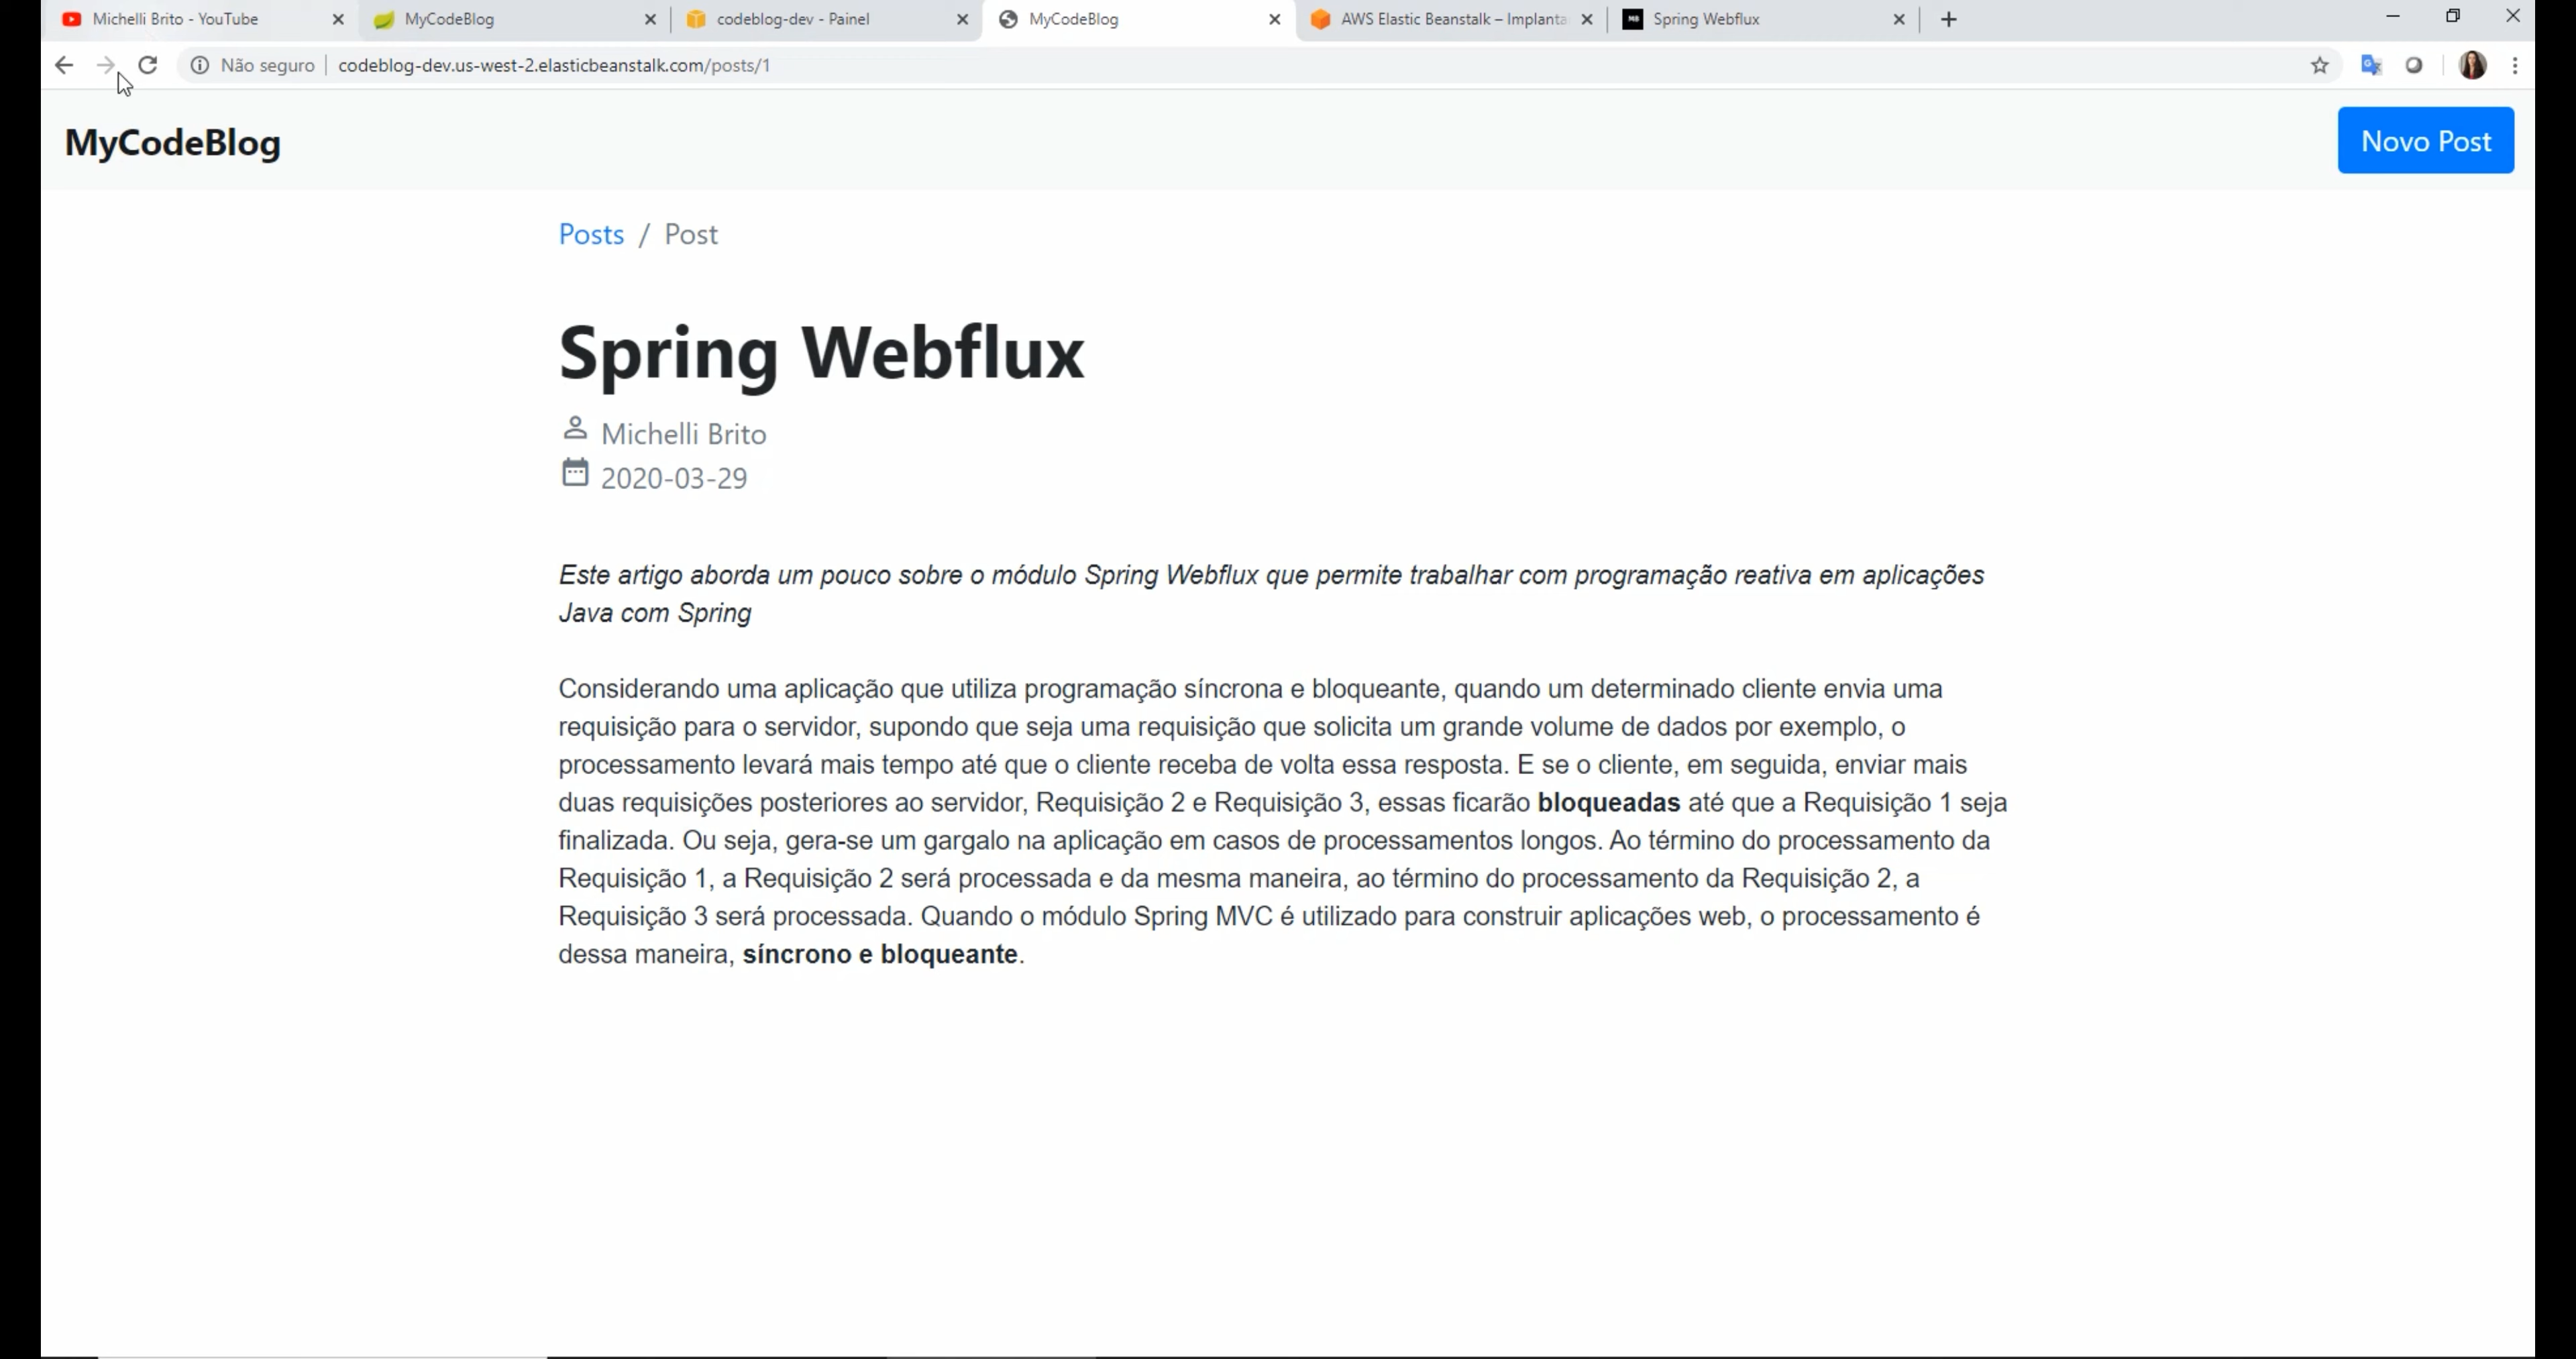 Michelli Brito - YouTube
MyCodeBlog
codeblog-dev - Painel
MyCodeBlog
AWS Elastic Beanstalk – Implanta
Spring Webflux
Não seguro
codeblog-dev.us-west-2.elasticbeanstalk.com/posts/1
MyCodeBlog
Novo Post
Posts / Post
Spring Webflux
Michelli Brito
2020-03-29
Este artigo aborda um pouco sobre o módulo Spring Webflux que permite trabalhar com programação reativa em aplicações
Java com Spring
Considerando uma aplicação que utiliza programação síncrona e bloqueante, quando um determinado cliente envia uma
requisição para o servidor, supondo que seja uma requisição que solicita um grande volume de dados por exemplo, o
processamento levará mais tempo até que o cliente receba de volta essa resposta. E se o cliente, em seguida, enviar mais
duas requisições posteriores ao servidor, Requisição 2 e Requisição 3, essas ficarão bloqueadas até que a Requisição 1 seja
finalizada. Ou seja, gera-se um gargalo na aplicação em casos de processamentos longos. Ao término do processamento da
Requisição 1, a Requisição 2 será processada e da mesma maneira, ao término do processamento da Requisição 2, a
Requisição 3 será processada. Quando o módulo Spring MVC é utilizado para construir aplicações web, o processamento é
dessa maneira, síncrono e bloqueante.